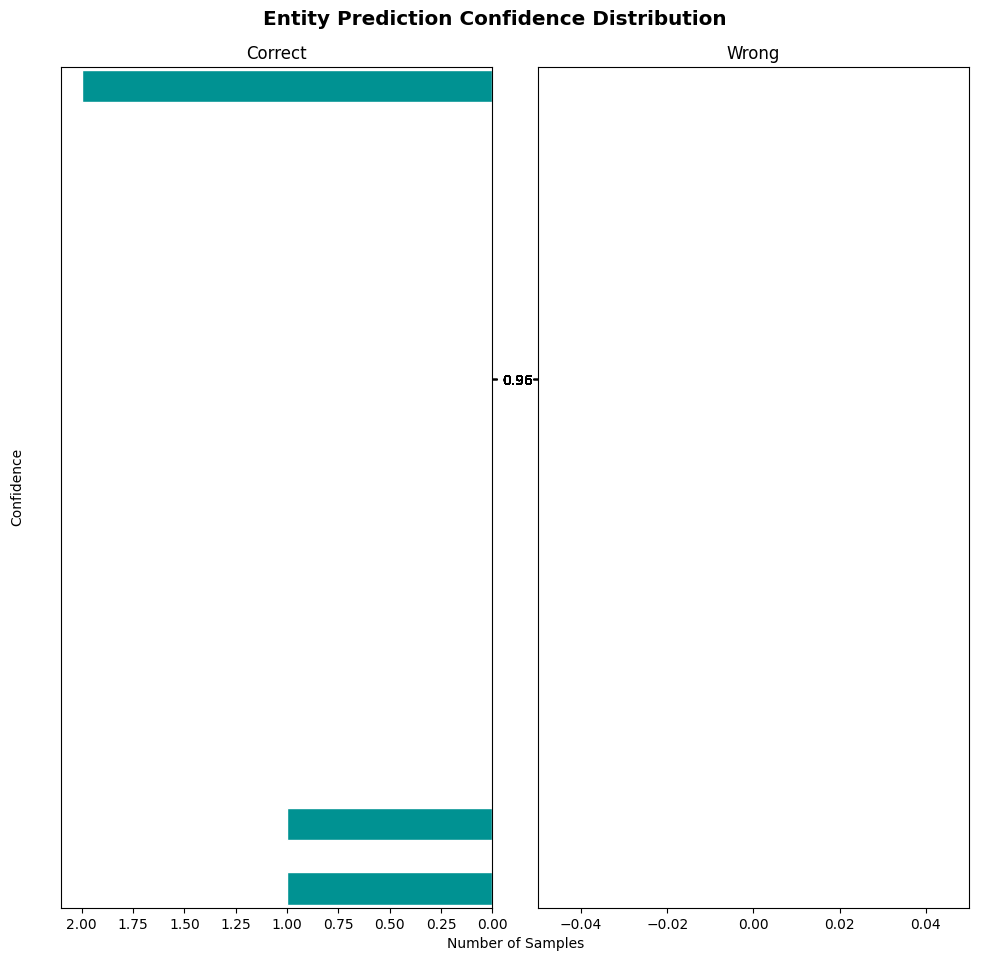 Entity Prediction Confidence Distribution
Correct
Wrong
Confidence
2.00 1.75 1.50 1.25 1.00 0.75 0.50 0.25 0.00
−0.04 −0.02 0.00 0.02 0.04
Number of Samples